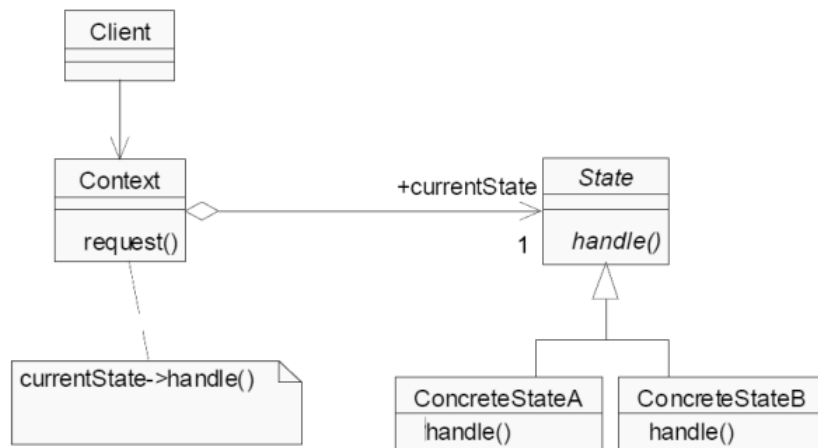 Client
Context
request()
+currentState
1
State
handle()
currentState->handle()
ConcreteStateA
handle()
ConcreteStateB
handle()